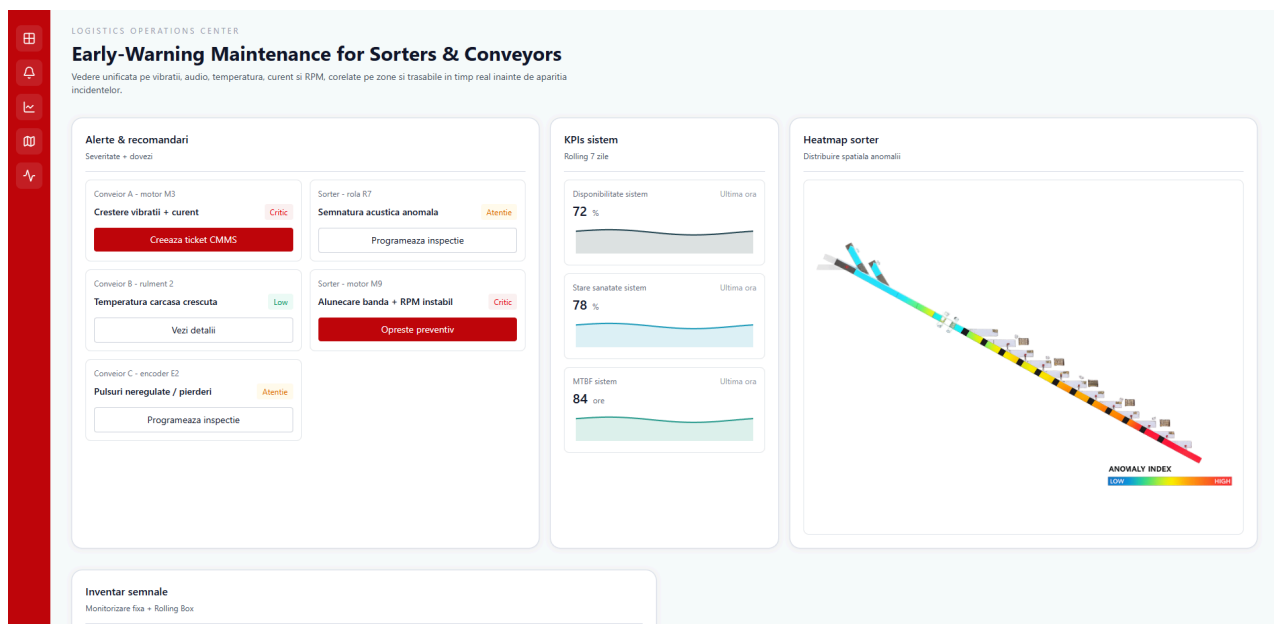 LOGISTICS OPERATIONS CENTER
Early-Warning Maintenance for Sorters & Conveyors
Vedere unificata pe vibratii, audio, temperatura, curent si RPM, corelate pe zone si trasabile in timp real inainte de aparitia
incidentelor.
Alerte & recomandari
Severitate + dovezi
Conveior A - motor M3
Crestere vibratii + curent
Critic
Creeaza ticket CMMS
Sorter - rola R7
Semnatura acustica anomala
Atentie
Programeaza inspectie
Conveior B - rulment 2
Temperatura carcasa crescuta
Low
Vezi detalii
Sorter - motor M9
Alunecare banda + RPM instabil
Critic
Opreste preventiv
Conveior C - encoder E2
Pulsuri neregulate / pierderi
Atentie
Programeaza inspectie
KPIs sistem
Rolling 7 zile
Disponibilitate sistem
Ultima ora
72 %
Stare sanatate sistem
Ultima ora
78 %
MTBF sistem
Ultima ora
84 ore
Heatmap sorter
Distribuire spatiala anomalii
ANOMALY INDEX
LOW
HIGH
Inventar semnale
Monitorizare fixa + Rolling Box